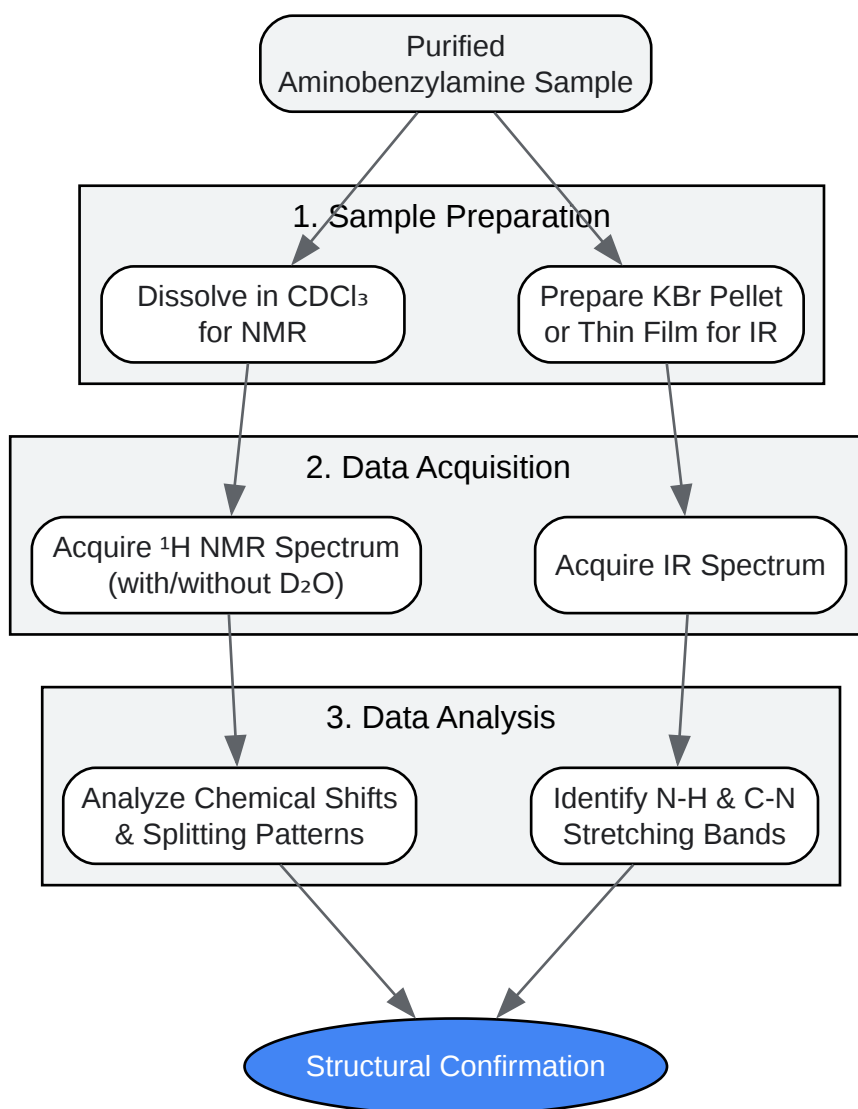 Purified
Aminobenzylamine Sample
1. Sample Preparation
Dissolve in CDCl₃
for NMR
Prepare KBr Pellet
or Thin Film for IR
2. Data Acquisition
Acquire ¹H NMR Spectrum
(with/without D₂O)
Acquire IR Spectrum
3. Data Analysis
Analyze Chemical Shifts
& Splitting Patterns
Identify N-H & C-N
Stretching Bands
Structural Confirmation